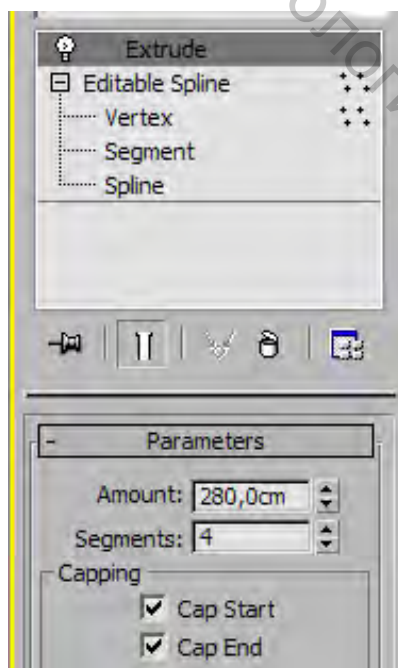 Extrude
Editable Spline
Vertex
Segment
Spline
Parameters
Amount: 280,0cm
Segments: 4
Capping
Cap Start
Cap End